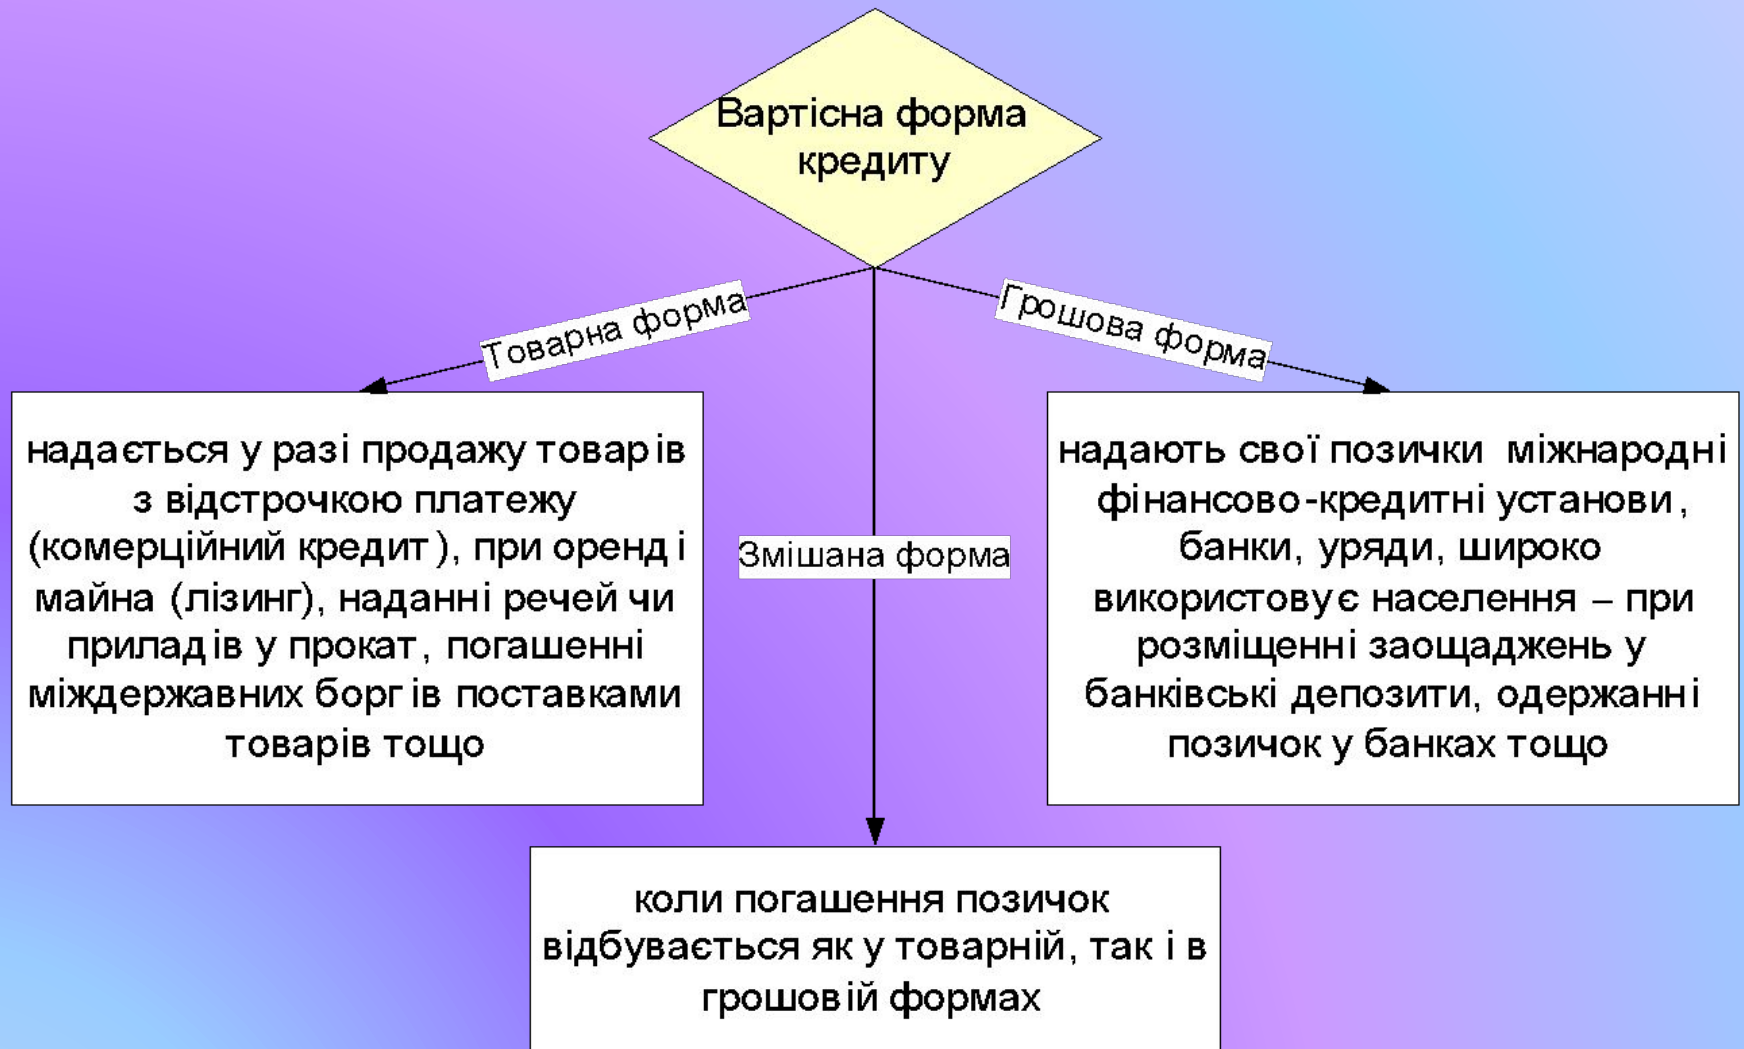 Вартісна форма
кредиту
Товарна форма
Грошова форма
Змішана форма
надається у разі продажу товарів
з відстрочкою платежу
(комерційний кредит), при оренді
майна (лізинг), наданні речей чи
приладів у прокат, погашенні
міждержавних боргів поставками
товарів тощо
надають свої позички міжнародні
фінансово-кредитні установи,
банки, уряди, широко
використовує населення – при
розміщенні заощаджень у
банківські депозити, одержанні
позичок у банках тощо
коли погашення позичок
відбувається як у товарній, так і в
грошовій формах